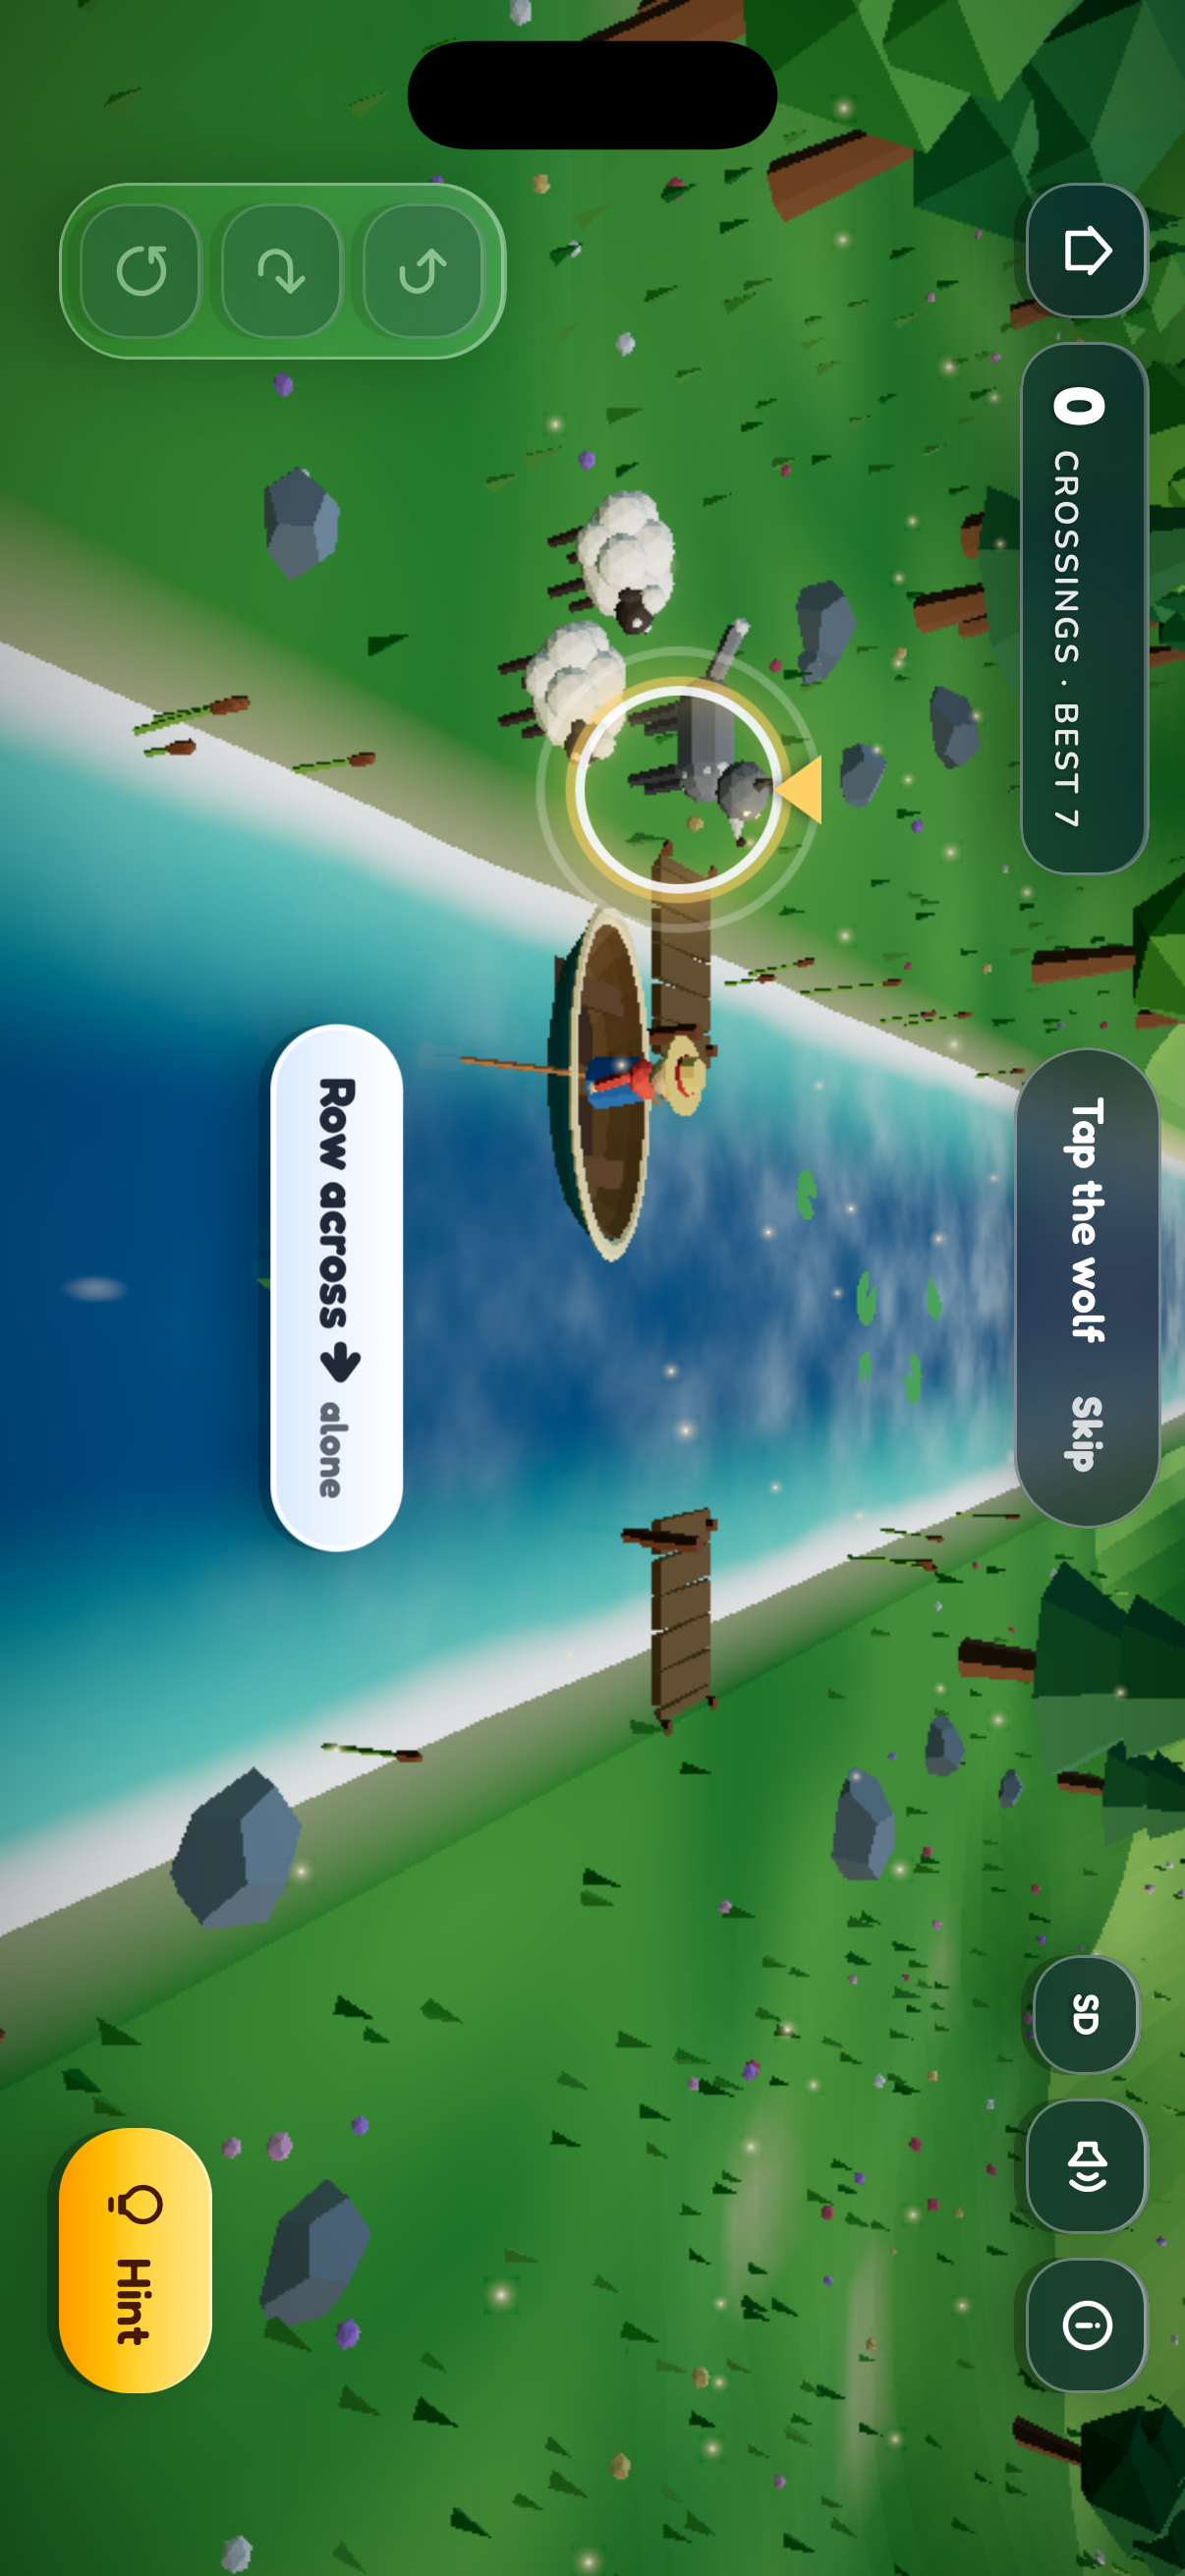 0 CROSSINGS · BEST 7
Tap the wolf Skip
SD
Row across → alone
Hint